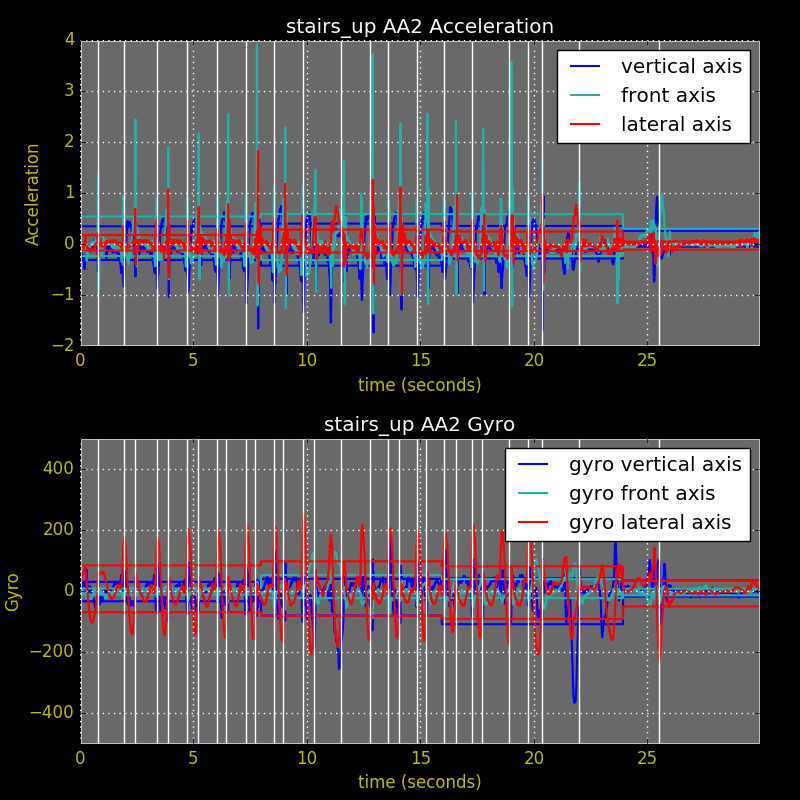 stairs_up AA2 Acceleration
4
3
2
1
0
−1
−2
Acceleration
vertical axis
front axis
lateral axis
0 5 10 15 20 25
time (seconds)
stairs_up AA2 Gyro
400
200
0
−200
−400
Gyro
gyro vertical axis
gyro front axis
gyro lateral axis
0 5 10 15 20 25
time (seconds)